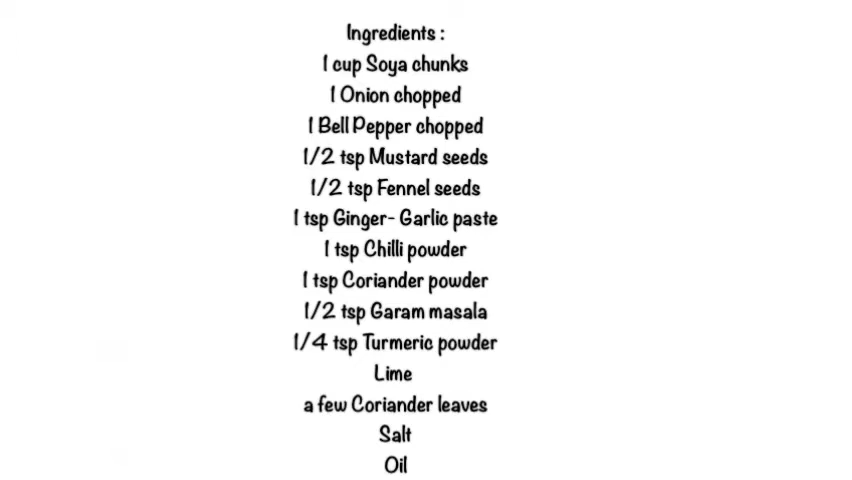 Ingredients :
1 cup Soya chunks
1 Onion chopped
1 Bell Pepper chopped
1/2 tsp Mustard seeds
1/2 tsp Fennel seeds
1 tsp Ginger- Garlic paste
1 tsp Chilli powder
1 tsp Coriander powder
1/2 tsp Garam masala
1/4 tsp Turmeric powder
Lime
a few Coriander leaves
Salt
Oil